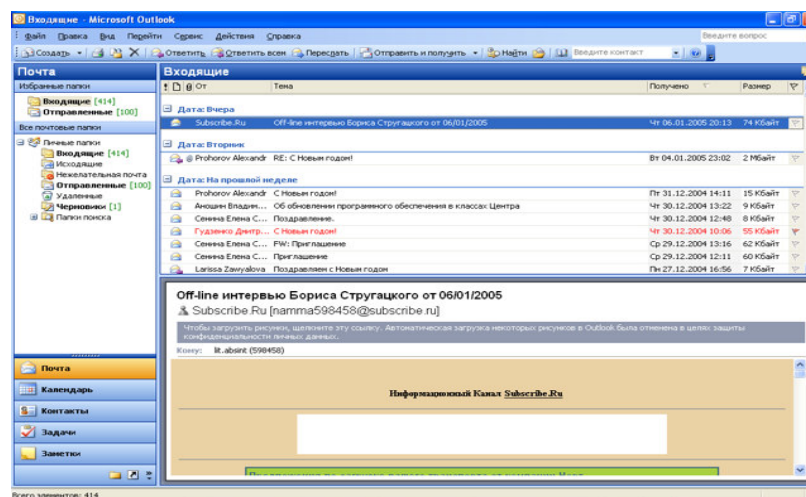 Входящие - Microsoft Outlook
Файл Правка Вид Перейти Сервис Действия Справка Введите вопрос
Создать Ответить Ответить всем Переслать Отправить и получить Найти Введите контакт
Почта
Избранные папки
Входящие [414]
Отправленные [100]
Все почтовые папки
Личные папки
Входящие [414]
Исходящие
Нежелательная почта
Отправленные [100]
Удаленные
Черновики [1]
Папки поиска
Почта
Календарь
Контакты
Задачи
Заметки
Входящие
От Тема Получено Размер
Дата: Вчера
Subscribe.Ru Off-line интервью Бориса Стругацкого от 06/01/2005 Чт 06.01.2005 20:13 74 Кбайт
Дата: Вторник
Prohorov Alexandr RE: С Новым годом! Вт 04.01.2005 23:02 2 Мбайт
Дата: На прошлой неделе
Prohorov Alexandr С Новым годом! Пт 31.12.2004 14:11 15 Кбайт
Аношин Владим... Об обновлении программного обеспечения в классах Центра Чт 30.12.2004 13:22 9 Кбайт
Сенина Елена С... Поздравление. Чт 30.12.2004 12:48 8 Кбайт
Гудзенко Дмитр... С Новым годом! Чт 30.12.2004 10:06 55 Кбайт
Сенина Елена С... FW: Приглашение Ср 29.12.2004 13:16 62 Кбайт
Сенина Елена С... Приглашение Ср 29.12.2004 12:11 60 Кбайт
Larissa Zawyalova Поздравляем с Новым годом Пн 27.12.2004 16:56 7 Кбайт
Off-line интервью Бориса Стругацкого от 06/01/2005
Subscribe.Ru [namma598458@subscribe.ru]
Чтобы загрузить рисунки, щелкните эту ссылку. Автоматическая загрузка некоторых рисунков в Outlook была отменена в целях защиты
конфиденциальности личных данных.
Кому: lit.absint (598458)
Информационный Канал Subscribe.Ru
Всего элементов: 414